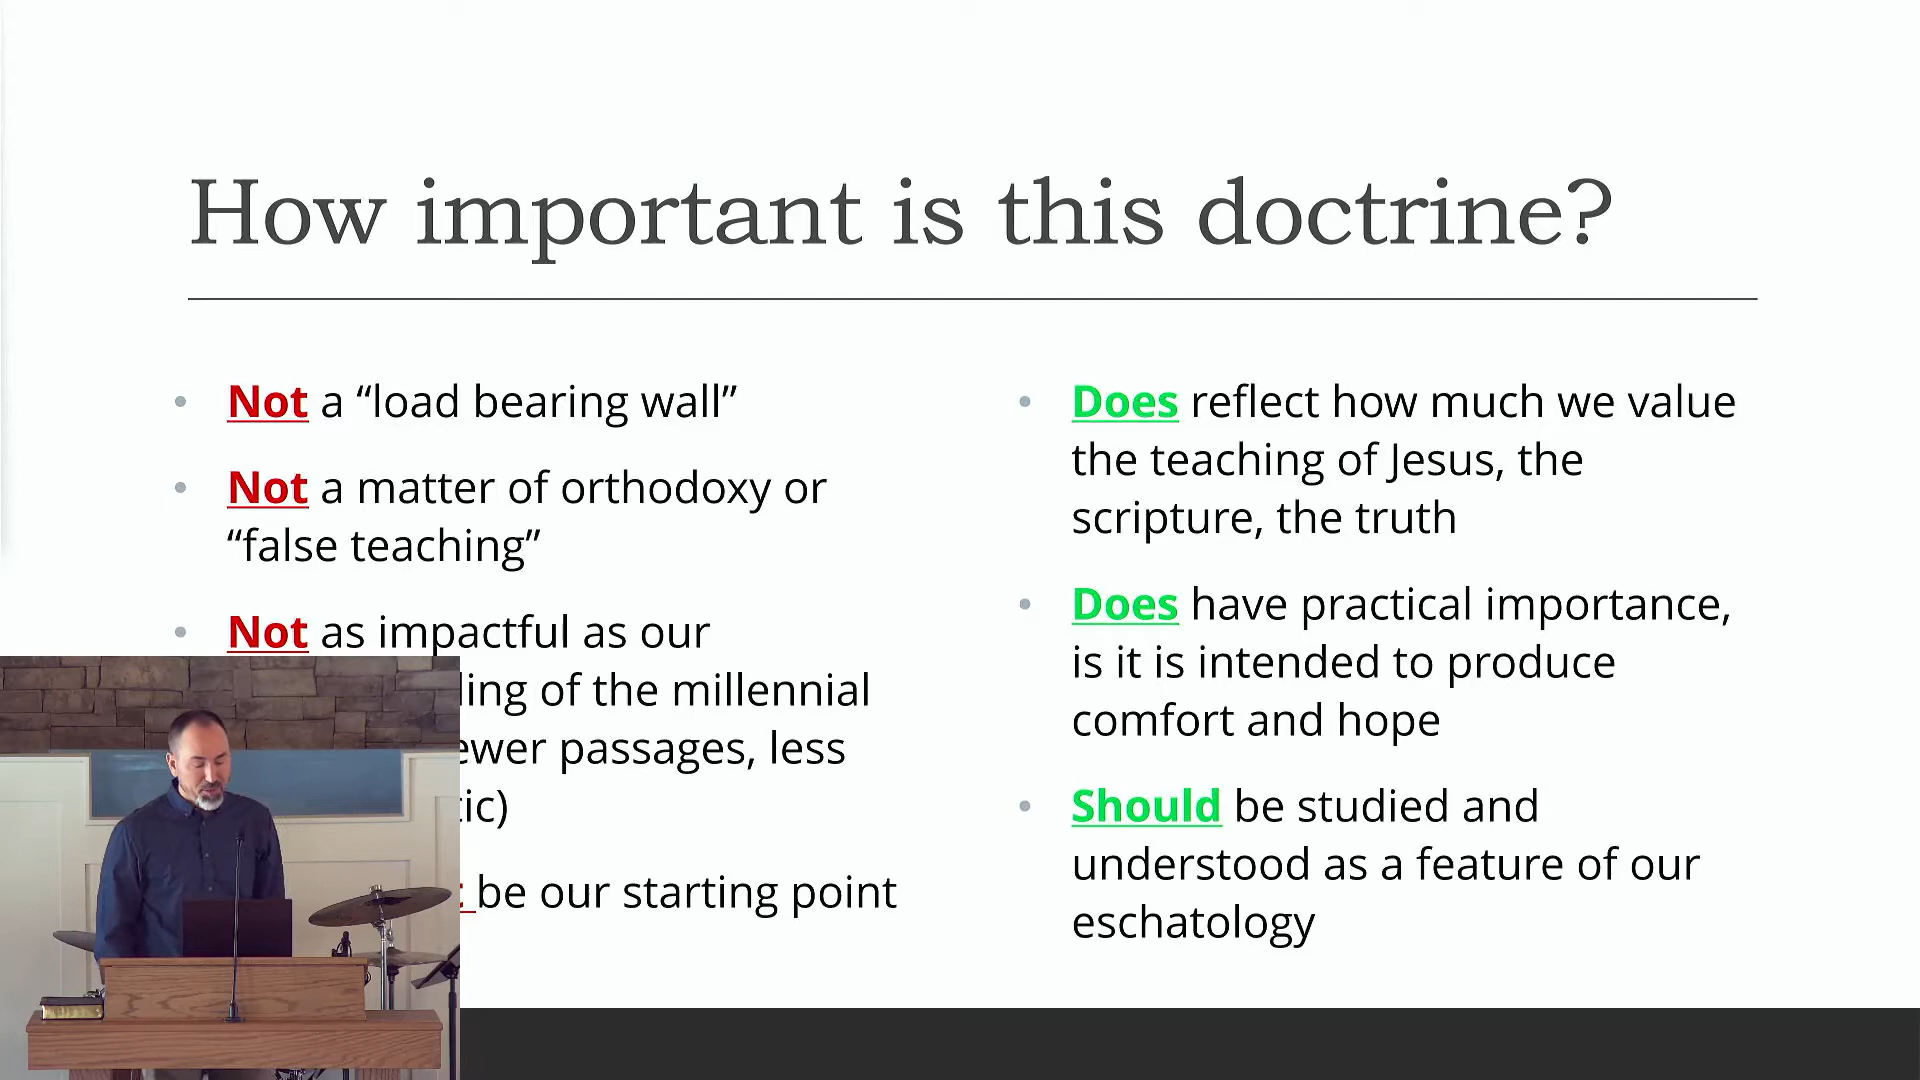 How important is this doctrine?
• Not a “load bearing wall”
• Not a matter of orthodoxy or
“false teaching”
• Not as impactful as our
of the millennial
passages, less
be our starting point
• Does reflect how much we value
the teaching of Jesus, the
scripture, the truth
• Does have practical importance,
is it is intended to produce
comfort and hope
• Should be studied and
understood as a feature of our
eschatology